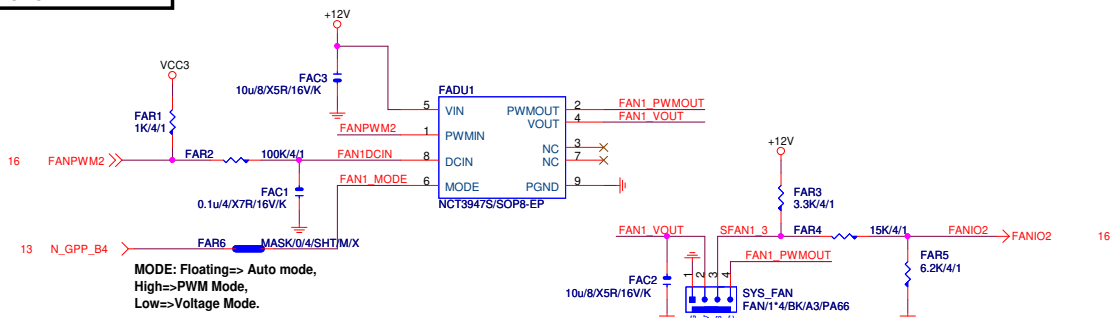 +12V
VCC3
FAC3
10u/8/X5R/16V/K
FADU1
FAR1
1K/4/1
5 VIN PWMOUT 2 FAN1_PWMOUT
VOUT 4 FAN1_VOUT
FANPWM2 1 PWMIN
NC 3
16 FANPWM2 FAR2 100K/4/1 FAN1DCIN 8 DCIN NC 7
FAN1_MODE 6 MODE PGND 9
FAC1
0.1u/4/X7R/16V/K
NCT3947S/SOP8-EP
+12V
FAR3
3.3K/4/1
13 N_GPP_B4 FAR6 MASK/0/4/SHT/M/X
FAN1_VOUT SFAN1_3 FAR4 15K/4/1 FANIO2 FANIO2 16
MODE: Floating=> Auto mode,
High=>PWM Mode,
Low=>Voltage Mode.
FAN1_PWMOUT
FAR5
6.2K/4/1
FAC2
10u/8/X5R/16V/K
1 2 3 4
SYS_FAN
FAN/1*4/BK/A3/PA66